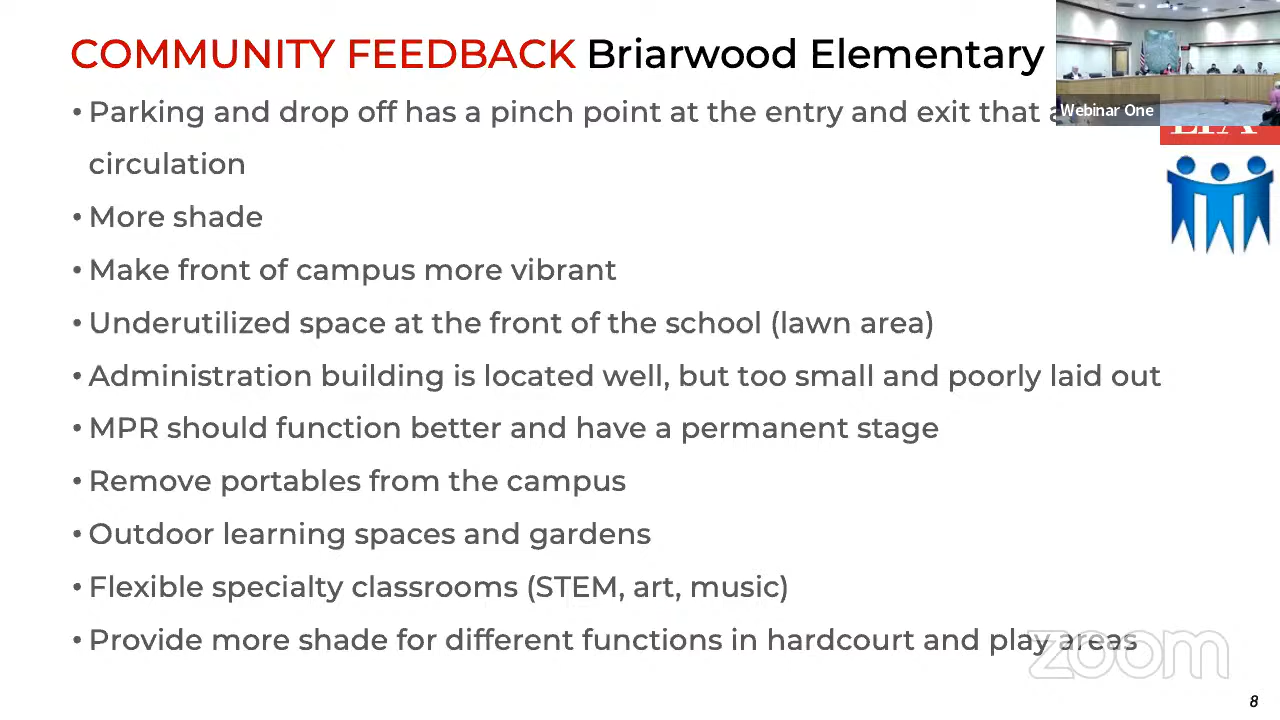 COMMUNITY FEEDBACK Briarwood Elementary
• Parking and drop off has a pinch point at the entry and exit that
circulation
• More shade
• Make front of campus more vibrant
• Underutilized space at the front of the school (lawn area)
• Administration building is located well, but too small and poorly laid out
• MPR should function better and have a permanent stage
• Remove portables from the campus
• Outdoor learning spaces and gardens
• Flexible specialty classrooms (STEM, art, music)
• Provide more shade for different functions in hardcourt and play areas
Webinar One
zoom
8